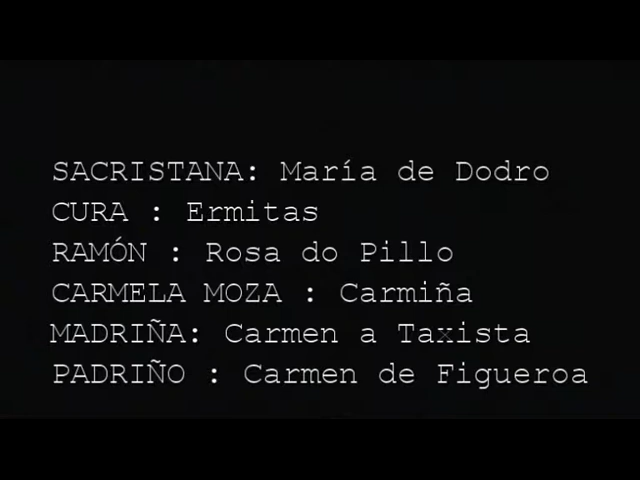 SACRISTANA: María de Dodro
CURA : Ermitas
RAMÓN : Rosa do Pillo
CARMELA MOZA : Carmiña
MADRIÑA: Carmen a Taxista
PADRIÑO : Carmen de Figueroa